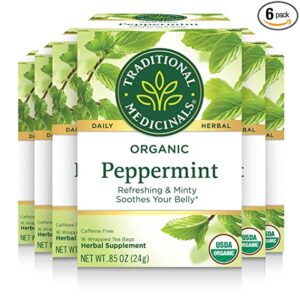 6
pack
TRADITIONAL
MEDICINALS®
DAILY
HERBAL
ORGANIC
Peppermint
Refreshing & Minty
Soothes Your Belly*
Caffeine Free
16 Wrapped Tea Bags
Herbal Supplement
NET WT .85 OZ (24g)
USDA
ORGANIC